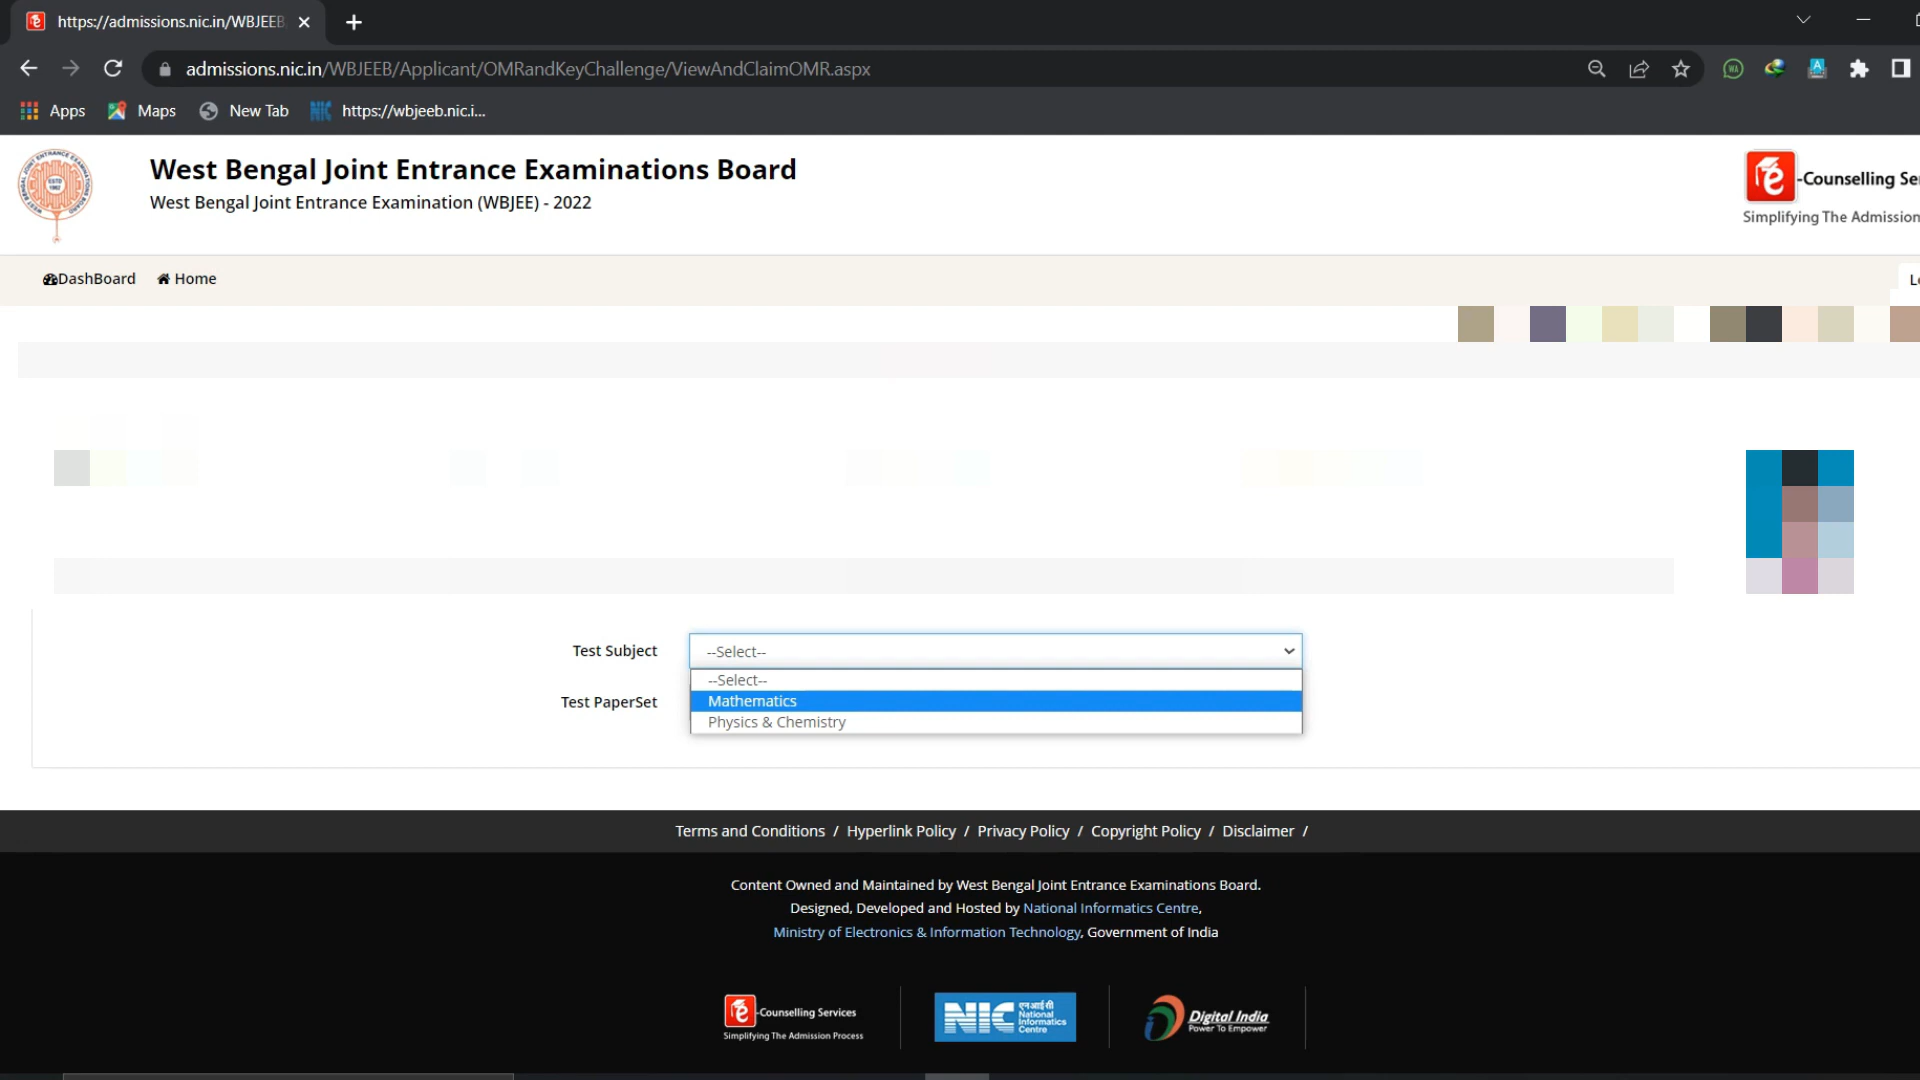 https://admissions.nic.in/WBJEEB
admissions.nic.in/WBJEEB/Applicant/OMRandKeyChallenge/ViewAndClaimOMR.aspx
Apps Maps New Tab https://wbjeeb.nic.i...
West Bengal Joint Entrance Examinations Board
West Bengal Joint Entrance Examination (WBJEE) - 2022
-Counselling Se
Simplifying The Admission
DashBoard Home
Test Subject --Select--
--Select--
Test PaperSet Mathematics
Physics & Chemistry
Terms and Conditions / Hyperlink Policy / Privacy Policy / Copyright Policy / Disclaimer /
Content Owned and Maintained by West Bengal Joint Entrance Examinations Board.
Designed, Developed and Hosted by National Informatics Centre,
Ministry of Electronics & Information Technology, Government of India
e-Counselling Services
Simplifying The Admission Process
NIC एनआईसी
National
Informatics
Centre
Digital India
Power To Empower